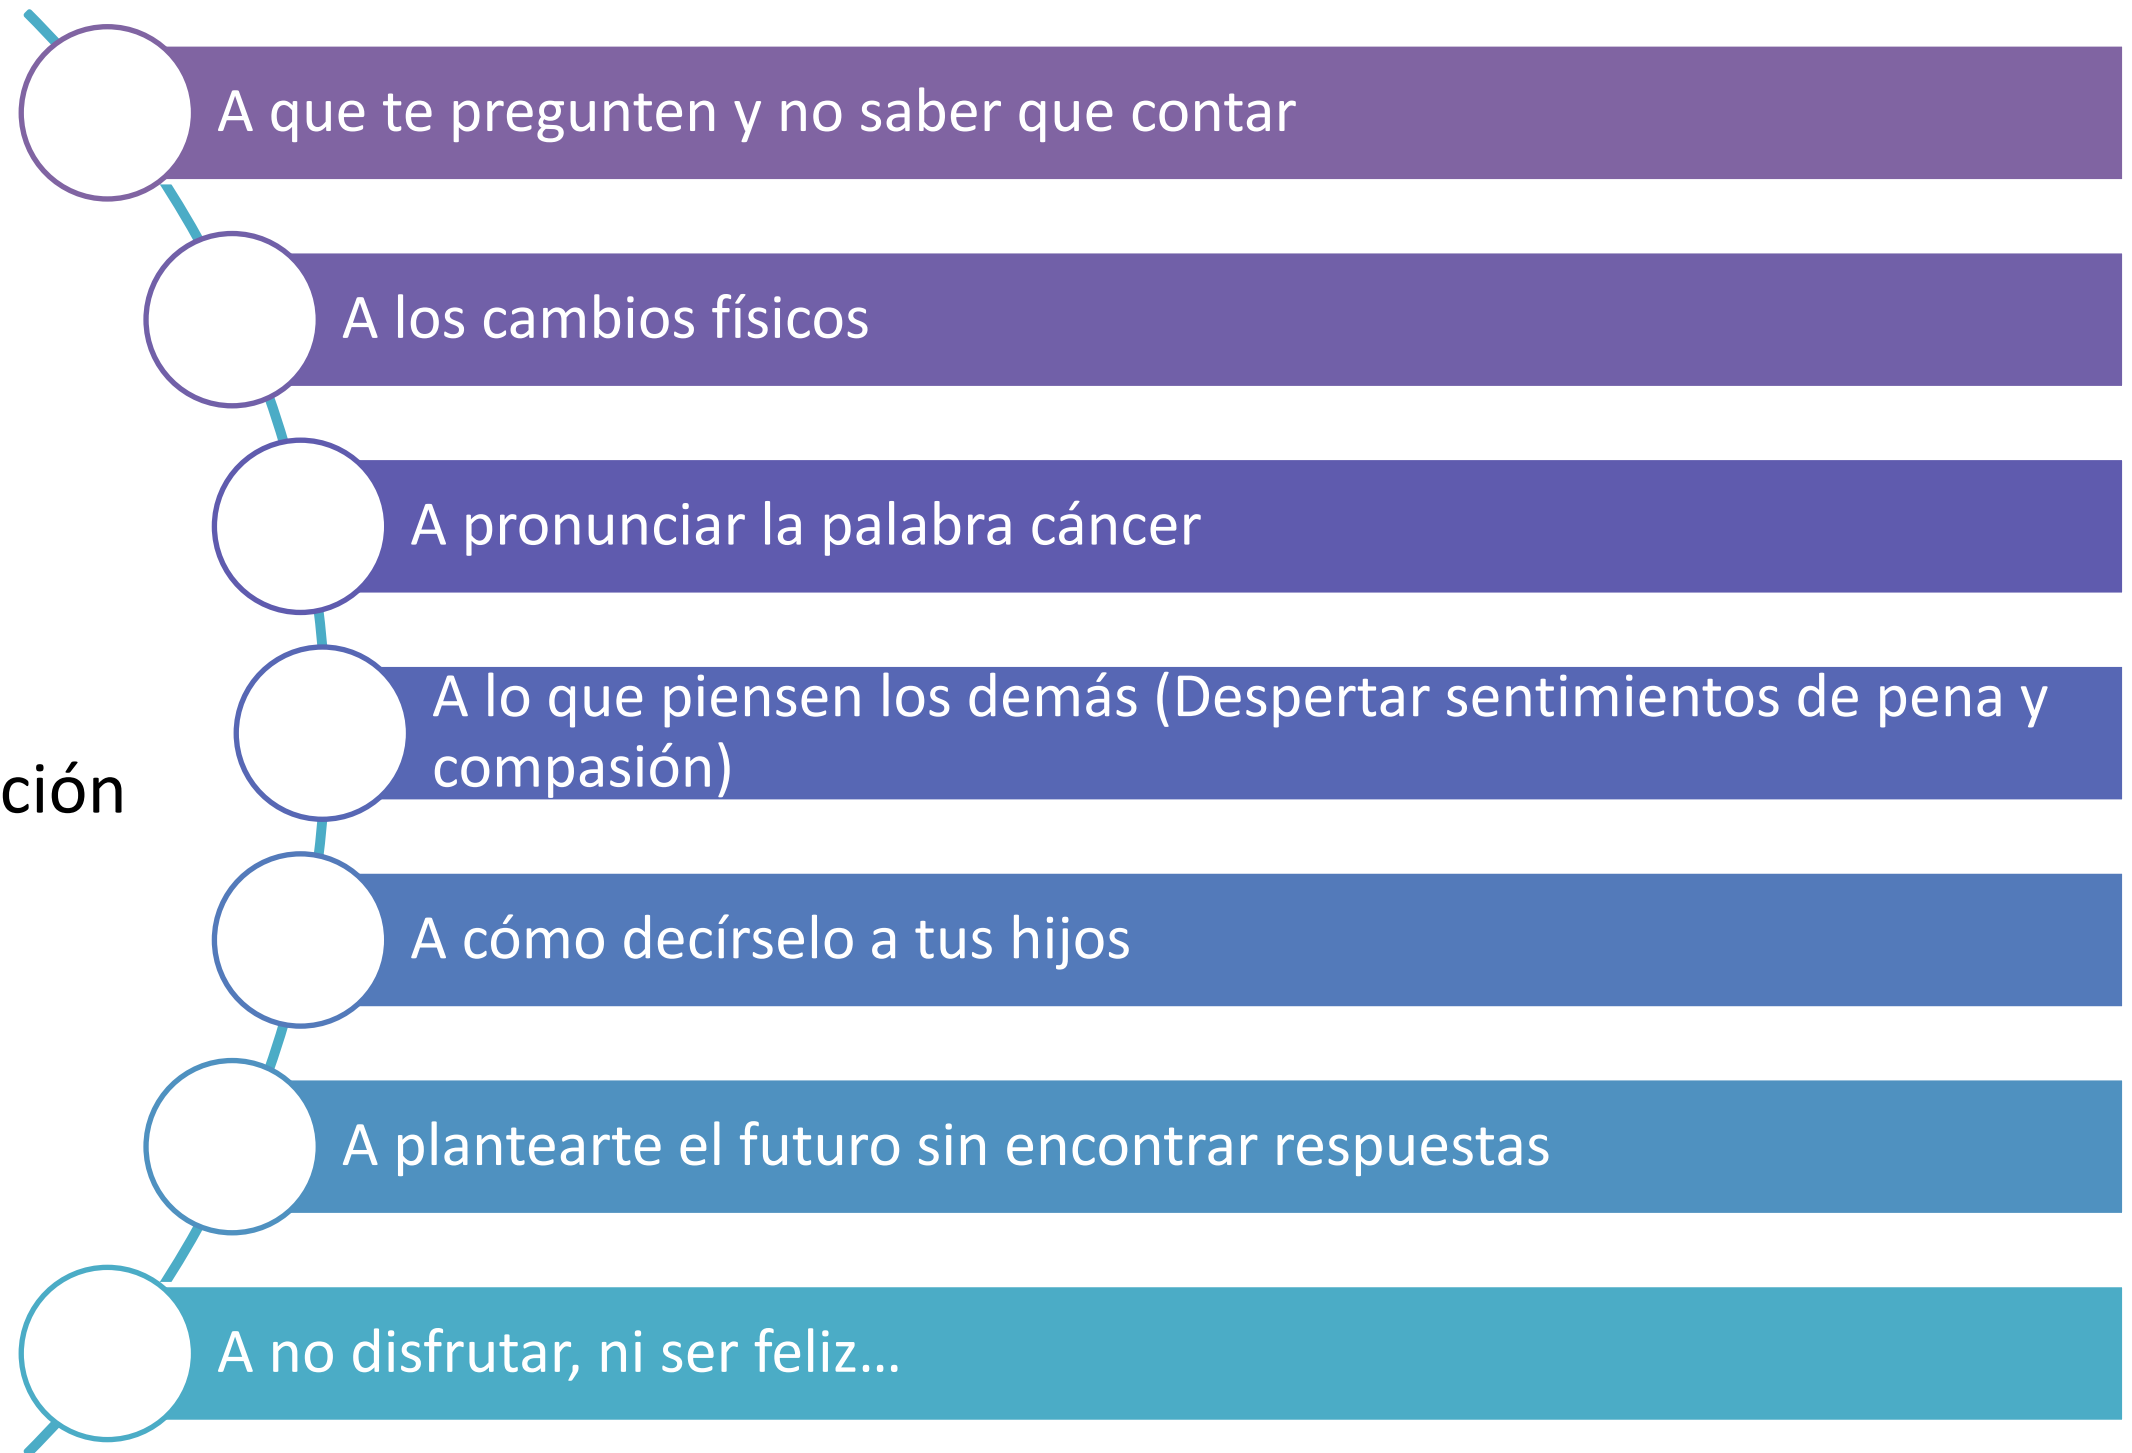 A que te pregunten y no saber que contar
A los cambios físicos
A pronunciar la palabra cáncer
A lo que piensen los demás (Despertar sentimientos de pena y
compasión)
ción
A cómo decírselo a tus hijos
A plantearte el futuro sin encontrar respuestas
A no disfrutar, ni ser feliz...